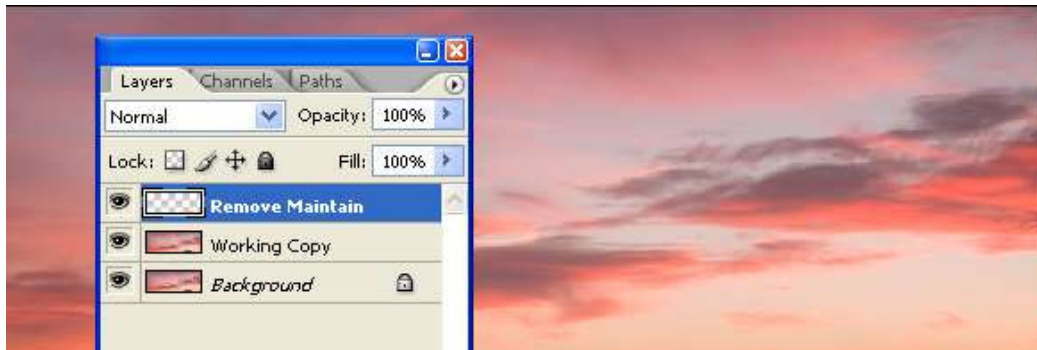 Layers Channels Paths
Normal Opacity: 100%
Lock: Fill: 100%
Remove Maintain
Working Copy
Background